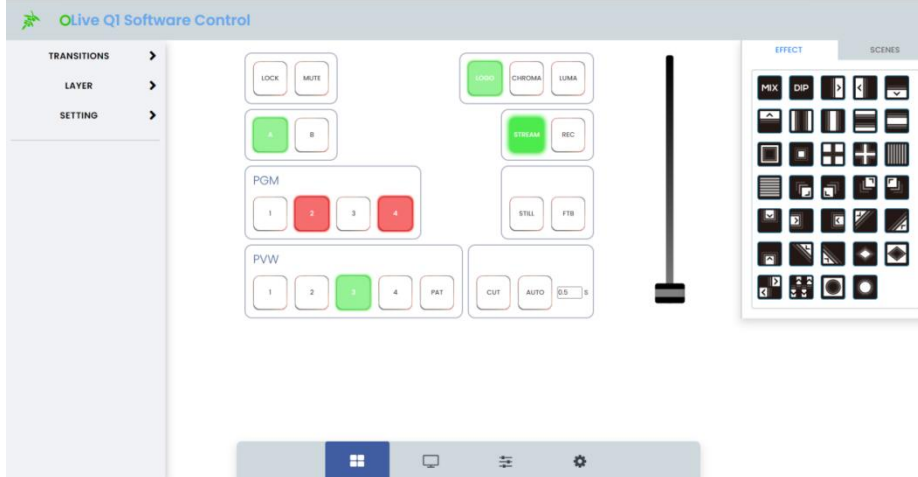 OLive Q1 Software Control
TRANSITIONS
LAYER
SETTING
LOCK MUTE
LOGO CHROMA LUMA
A B
STREAM REC
PGM
1 2 3 4
STILL FTB
PVW
1 2 3 4 PAT
CUT AUTO 0.5 S
EFFECT SCENES
MIX DIP